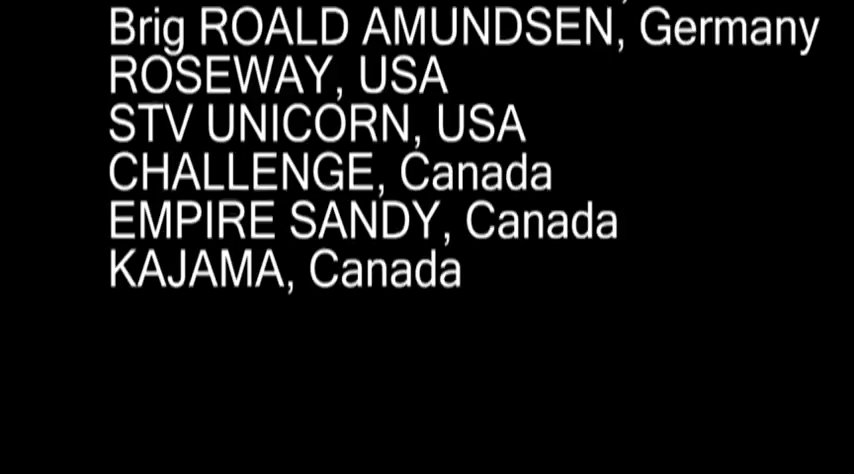 Brig ROALD AMUNDSEN, Germany
ROSEWAY, USA
STV UNICORN, USA
CHALLENGE, Canada
EMPIRE SANDY, Canada
KAJAMA, Canada